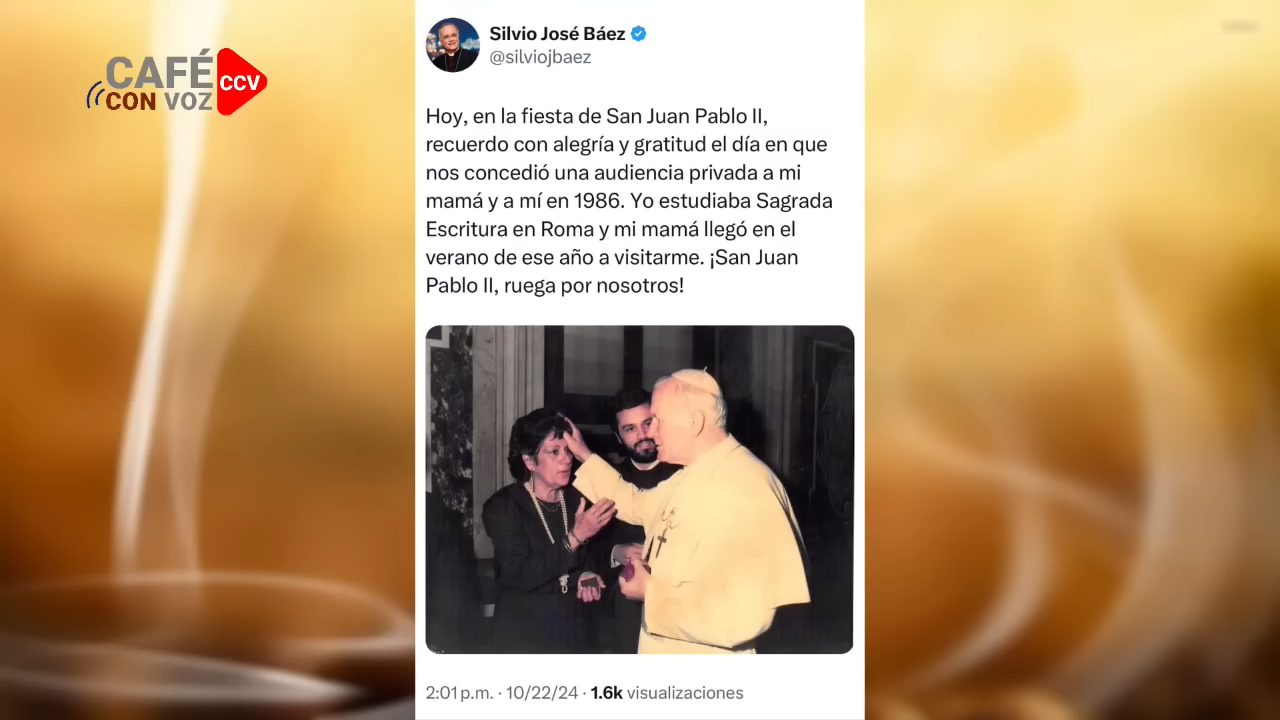 CAFÉ
CON VOZ
CCV
Silvio José Báez
@silviojbaez
Hoy, en la fiesta de San Juan Pablo II,
recuerdo con alegría y gratitud el día en que
nos concedió una audiencia privada a mi
mamá y a mí en 1986. Yo estudiaba Sagrada
Escritura en Roma y mi mamá llegó en el
verano de ese año a visitarme. ¡San Juan
Pablo II, ruega por nosotros!
2:01 p.m. · 10/22/24 · 1.6k visualizaciones